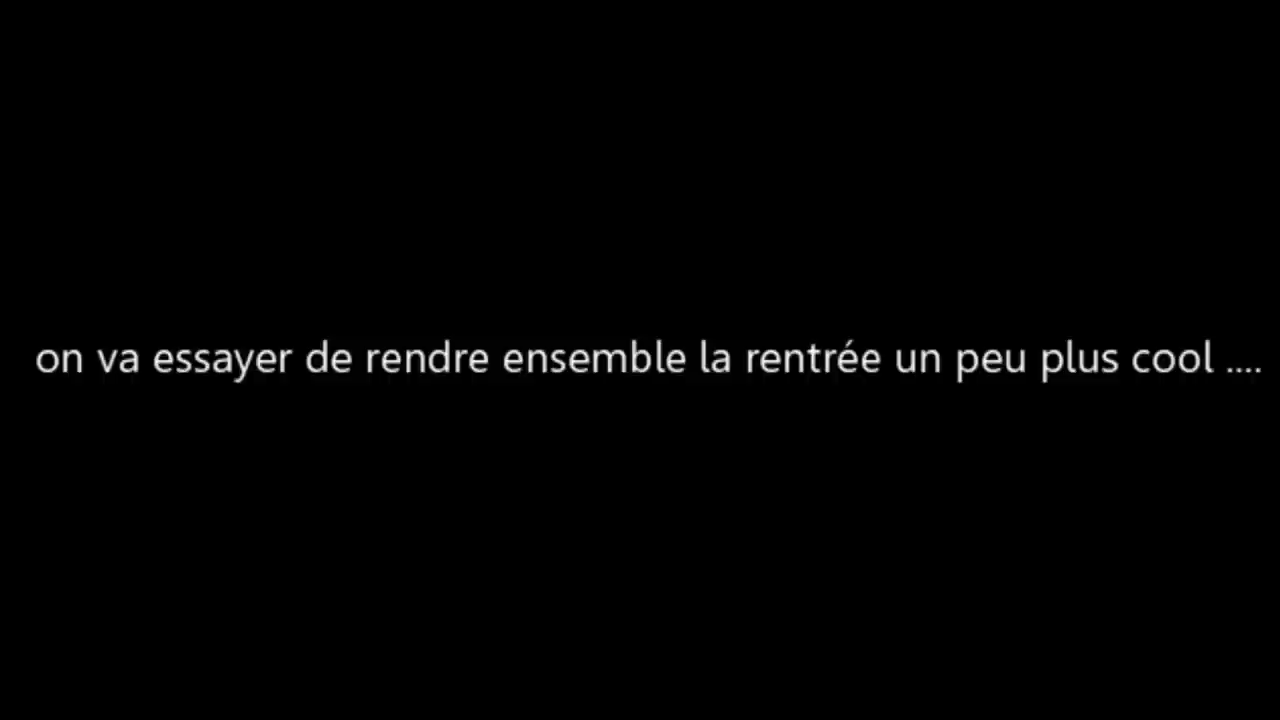 on va essayer de rendre ensemble la rentrée un peu plus cool ....